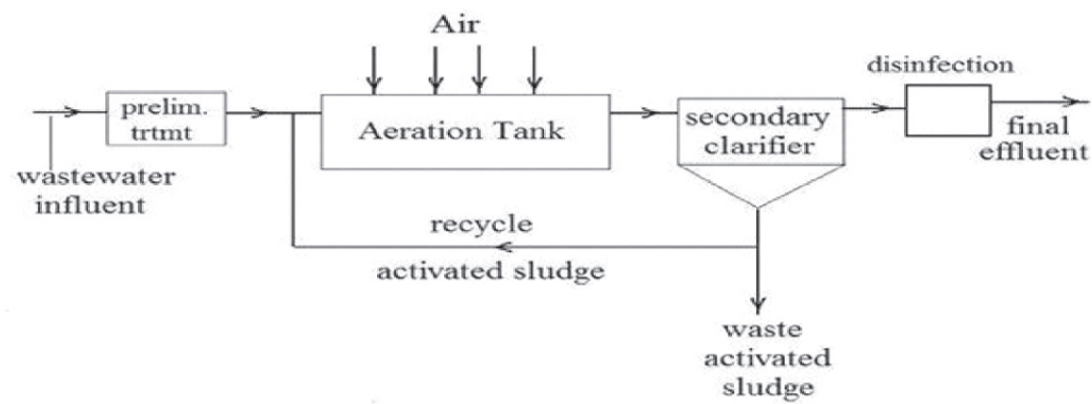 Air
disinfection
prelim.
trtmt
Aeration Tank
secondary
clarifier
final
effluent
wastewater
influent
recycle
activated sludge
waste
activated
sludge